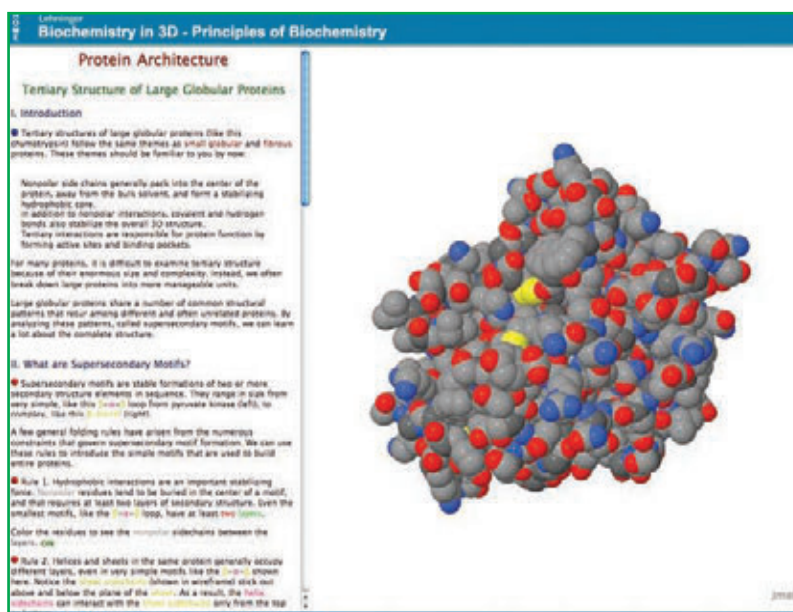 HOME
Lehninger
Biochemistry in 3D - Principles of Biochemistry
Protein Architecture
Tertiary Structure of Large Globular Proteins
I. Introduction
Tertiary structures of large globular proteins (like this
chymotrypsin) follow the same themes as small globular and fibrous
proteins. These themes should be familiar to you by now:
Nonpolar side chains generally pack into the center of the
protein, away from the bulk solvent, and form a stabilizing
hydrophobic core.
In addition to nonpolar interactions, covalent and hydrogen
bonds also stabilize the overall 3D structure.
Tertiary interactions are responsible for protein function by
forming active sites and binding pockets.
For many proteins, it is difficult to examine tertiary structure
because of their enormous size and complexity. Instead, we often
break down large proteins into more manageable units.
Large globular proteins share a number of common structural
patterns that recur among different and often unrelated proteins. By
analyzing these patterns, called supersecondary motifs, we can learn
a lot about the complete structure.
II. What are Supersecondary Motifs?
Supersecondary motifs are stable formations of two or more
secondary structure elements in sequence. They range in size from
very simple, like this loop from pyruvate kinase (left), to
complex, like this (right).
A few general folding rules have arisen from the numerous
constraints that govern supersecondary motif formation. We can use
these rules to introduce the simple motifs that are used to build
entire proteins.
Rule 1. Hydrophobic interactions are an important stabilizing
force. Nonpolar residues tend to be buried in the center of a motif,
and that requires at least two layers of secondary structure. Even the
smallest motifs, like the loop, have at least two layers.
Color the residues to see the nonpolar sidechains between the
layers. CPK
Rule 2. Helices and sheets in the same protein generally occupy
different layers, even in very simple motifs like the shown
here. Notice the sheet sidechains (shown in wireframe) stick out
above and below the plane of the sheet. As a result, the helix
sidechains can interact with the sheet sidechains only from the top